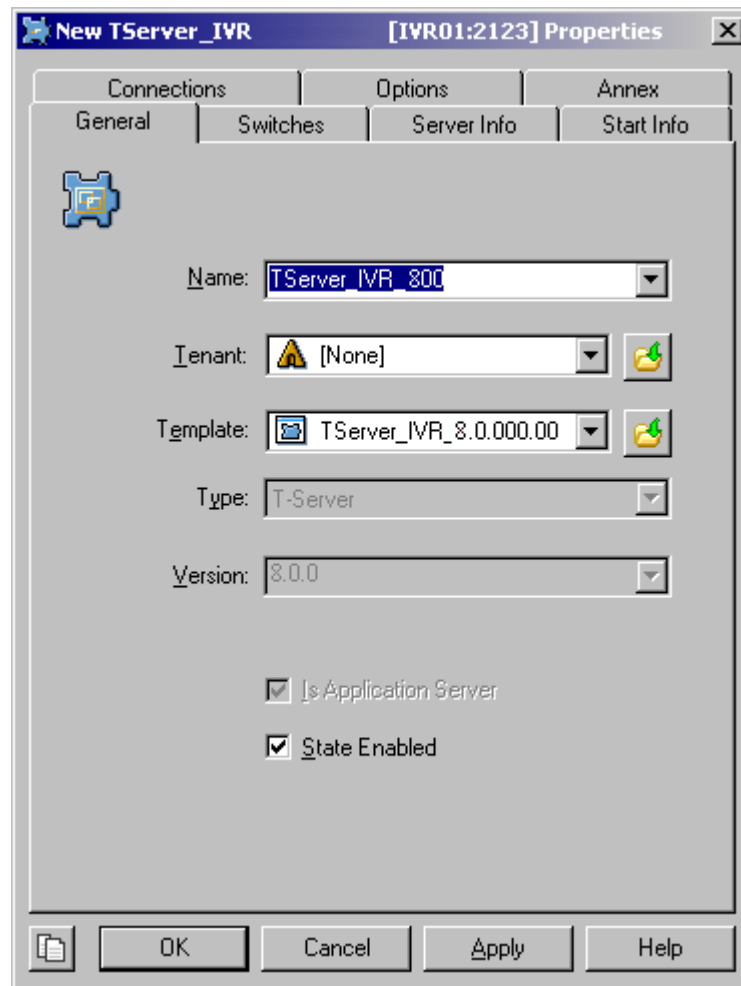 New TServer_IVR [IVR01:2123] Properties
Connections Options Annex
General Switches Server Info Start Info
Name: TServer_IVR_800
Tenant: [None]
Template: TServer_IVR_8.0.000.00
Type: T-Server
Version: 8.0.0
Is Application Server
State Enabled
OK Cancel Apply Help